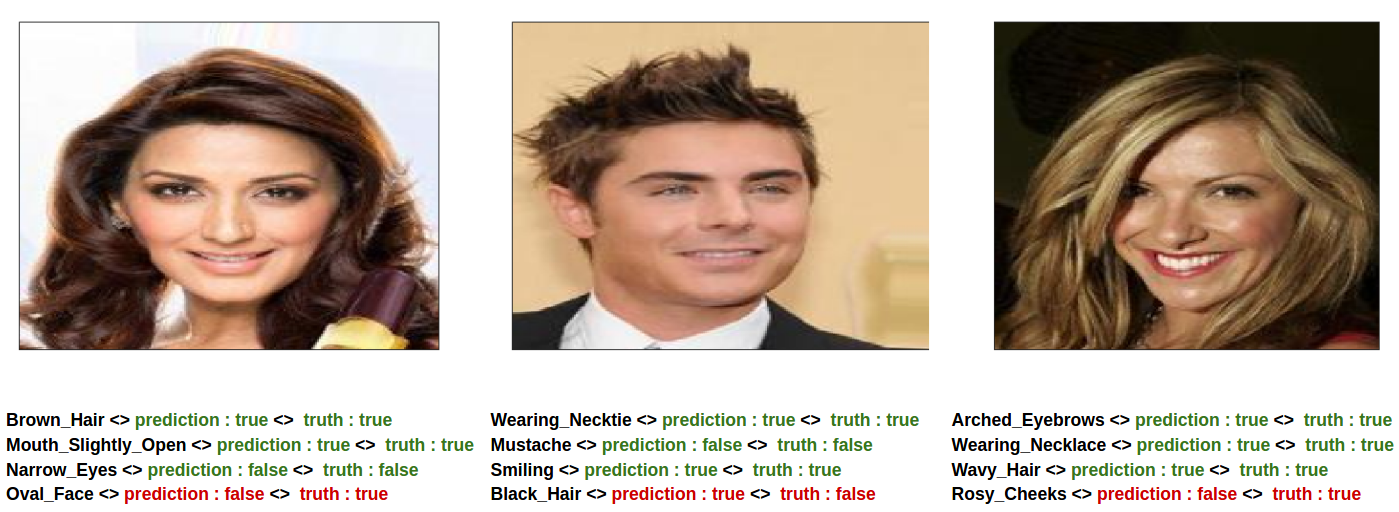 Brown_Hair <> prediction : true <> truth : true
Mouth_Slightly_Open <> prediction : true <> truth : true
Narrow_Eyes <> prediction : false <> truth : false
Oval_Face <> prediction : false <> truth : true
Wearing_Necktie <> prediction : true <> truth : true
Mustache <> prediction : false <> truth : false
Smiling <> prediction : true <> truth : true
Black_Hair <> prediction : true <> truth : false
Arched_Eyebrows <> prediction : true <> truth : true
Wearing_Necklace <> prediction : true <> truth : true
Wavy_Hair <> prediction : true <> truth : true
Rosy_Cheeks <> prediction : false <> truth : true